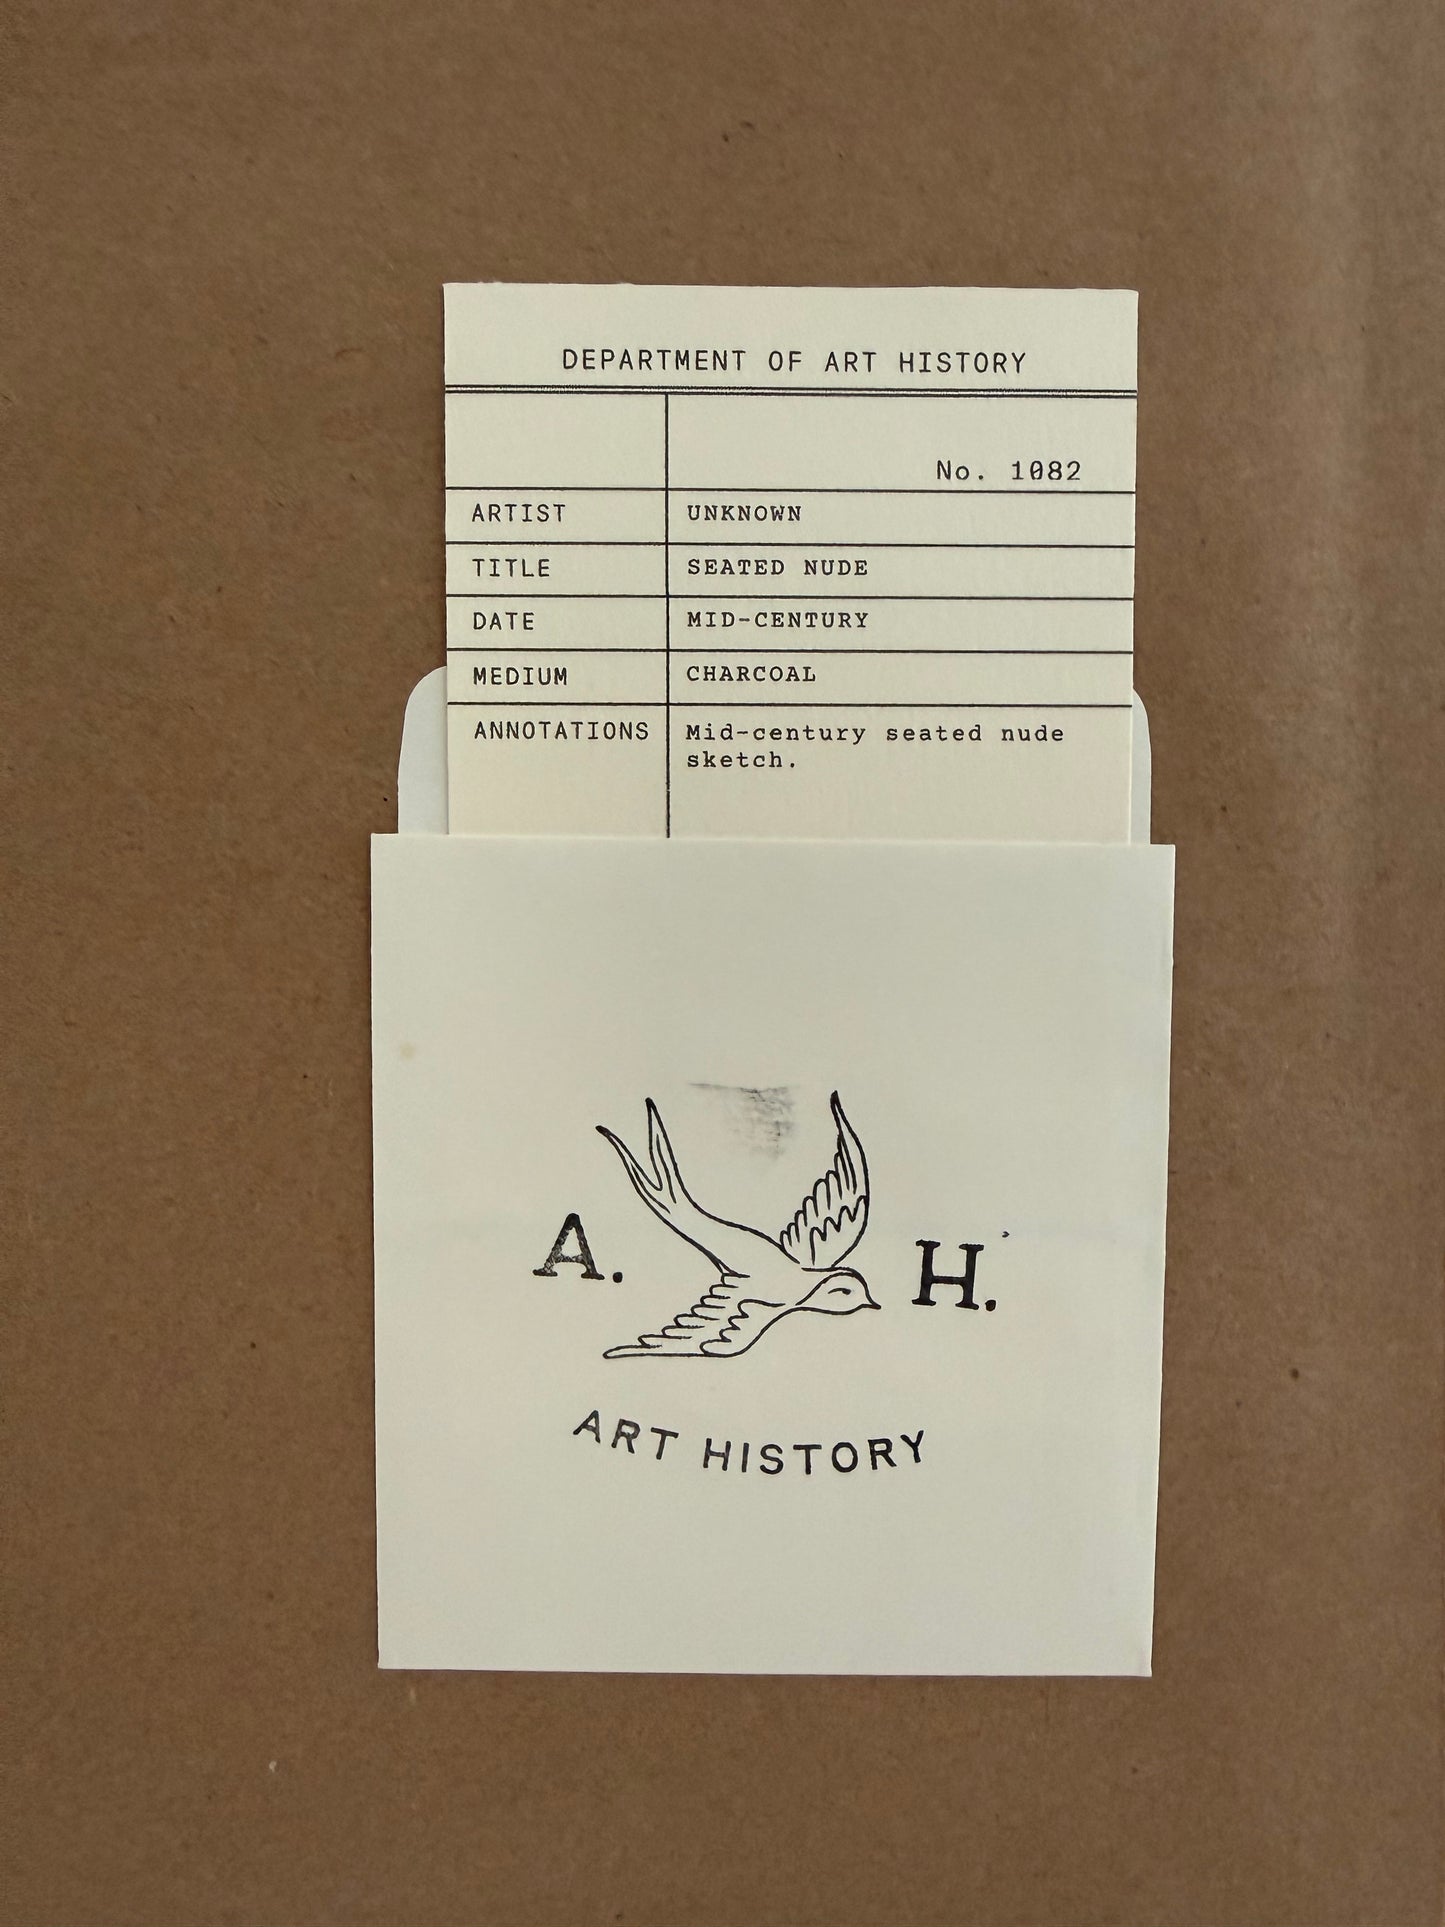 DEPARTMENT OF ART HISTORY
No. 1082
ARTIST UNKNOWN
TITLE SEATED NUDE
DATE MID-CENTURY
MEDIUM CHARCOAL
ANNOTATIONS Mid-century seated nude
sketch.
A. H.
ART HISTORY